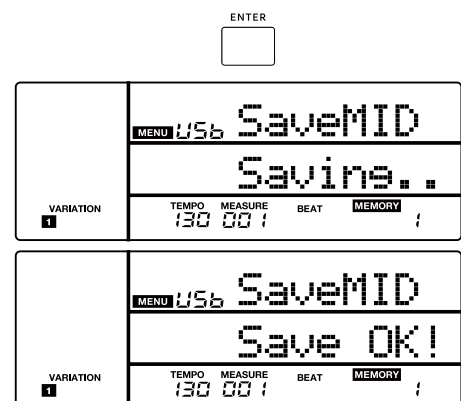 ENTER
MENU USb SaveMID
Saving..
VARIATION TEMPO MEASURE BEAT MEMORY
1 130 001 1
MENU USb SaveMID
Save OK!
VARIATION TEMPO MEASURE BEAT MEMORY
1 130 001 1